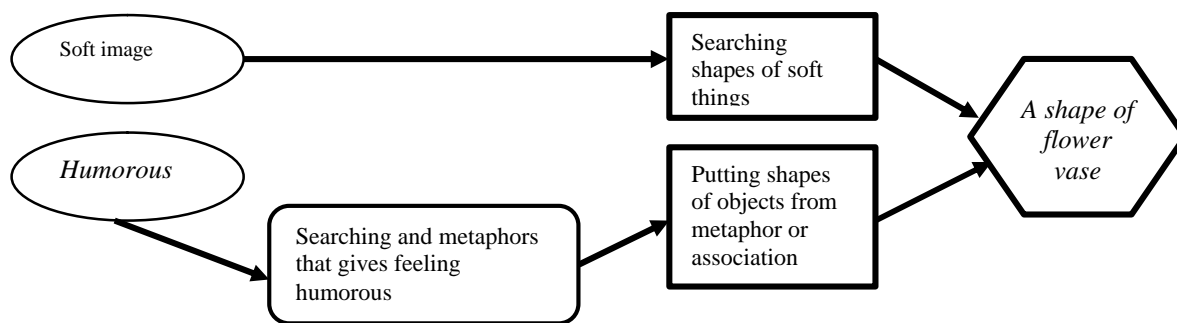 Soft image
Searching
shapes of soft
things
A shape of
flower
vase
Humorous
Searching and metaphors
that gives feeling
humorous
Putting shapes
of objects from
metaphor or
association